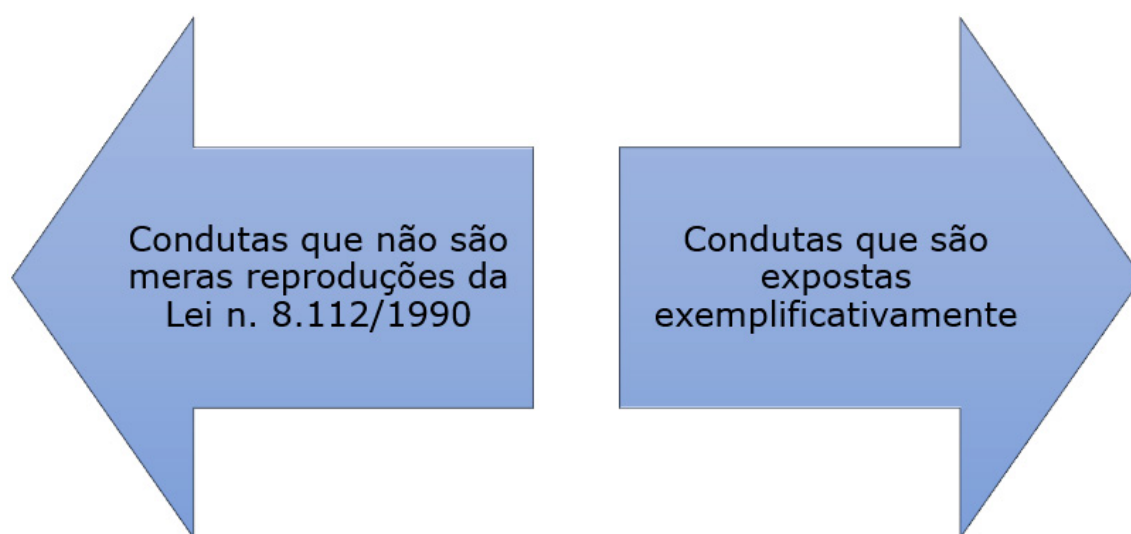 Condutas que não são
meras reproduções da
Lei n. 8.112/1990
Condutas que são
expostas
exemplificativamente